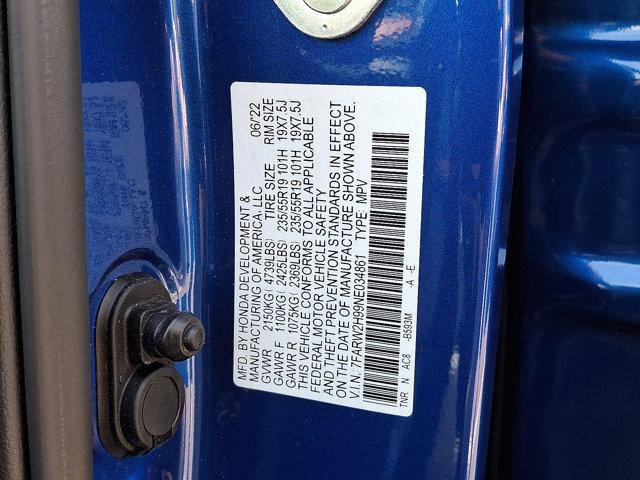 MFD. BY HONDA DEVELOPMENT & 06/22
MANUFACTURING OF AMERICA, LLC
GVWR 2150KG( 4739LBS) TIRE SIZE RIM SIZE
GAWR F 1100KG( 2425LBS) 235/55R19 101H 19X7.5J
GAWR R 1075KG( 2369LBS) 235/55R19 101H 19X7.5J
THIS VEHICLE CONFORMS TO ALL APPLICABLE
FEDERAL MOTOR VEHICLE SAFETY
AND THEFT PREVENTION STANDARDS IN EFFECT
ON THE DATE OF MANUFACTURE SHOWN ABOVE.
V.I.N. 7FARW2H99NE034861 TYPE: MPV
TNR N AC8 -B593M -A -E